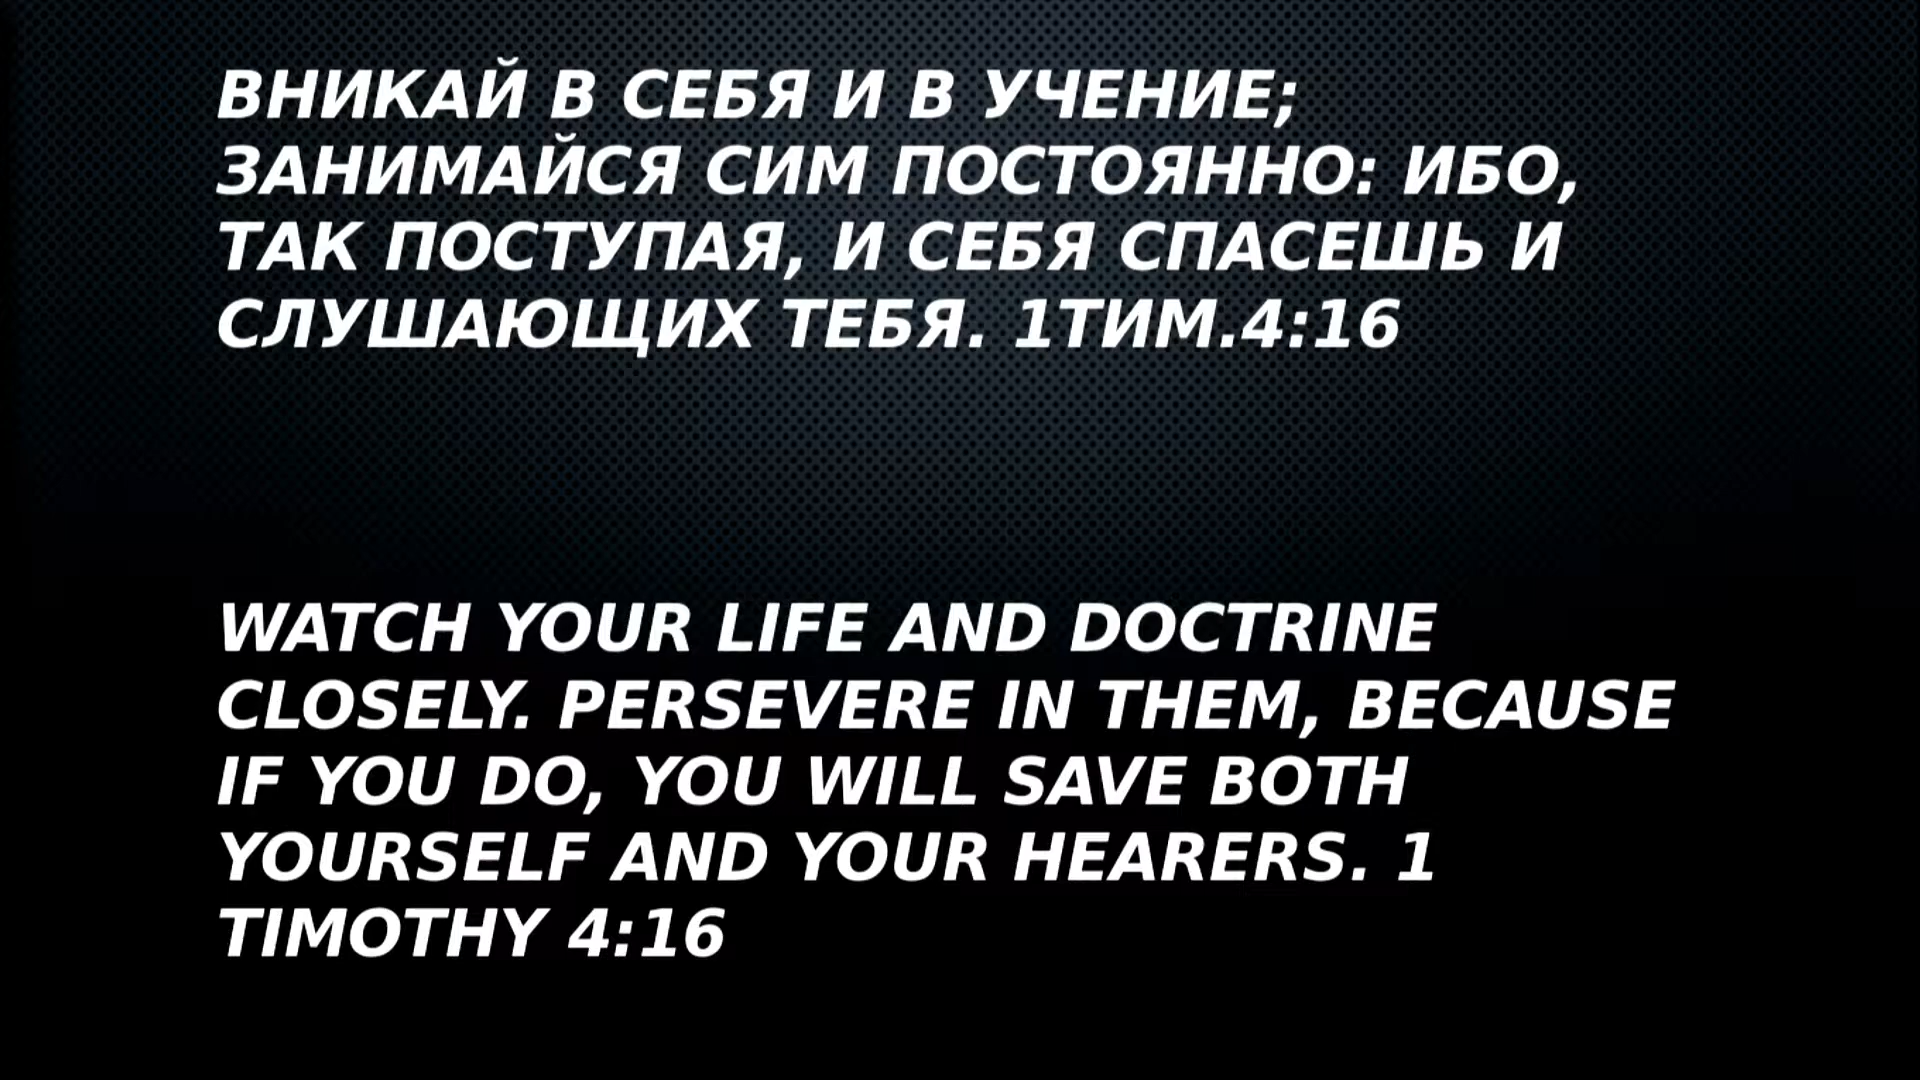 ВНИКАЙ В СЕБЯ И В УЧЕНИЕ;
ЗАНИМАЙСЯ СИМ ПОСТОЯННО: ИБО,
ТАК ПОСТУПАЯ, И СЕБЯ СПАСЕШЬ И
СЛУШАЮЩИХ ТЕБЯ. 1ТИМ.4:16
WATCH YOUR LIFE AND DOCTRINE
CLOSELY. PERSEVERE IN THEM, BECAUSE
IF YOU DO, YOU WILL SAVE BOTH
YOURSELF AND YOUR HEARERS. 1
TIMOTHY 4:16